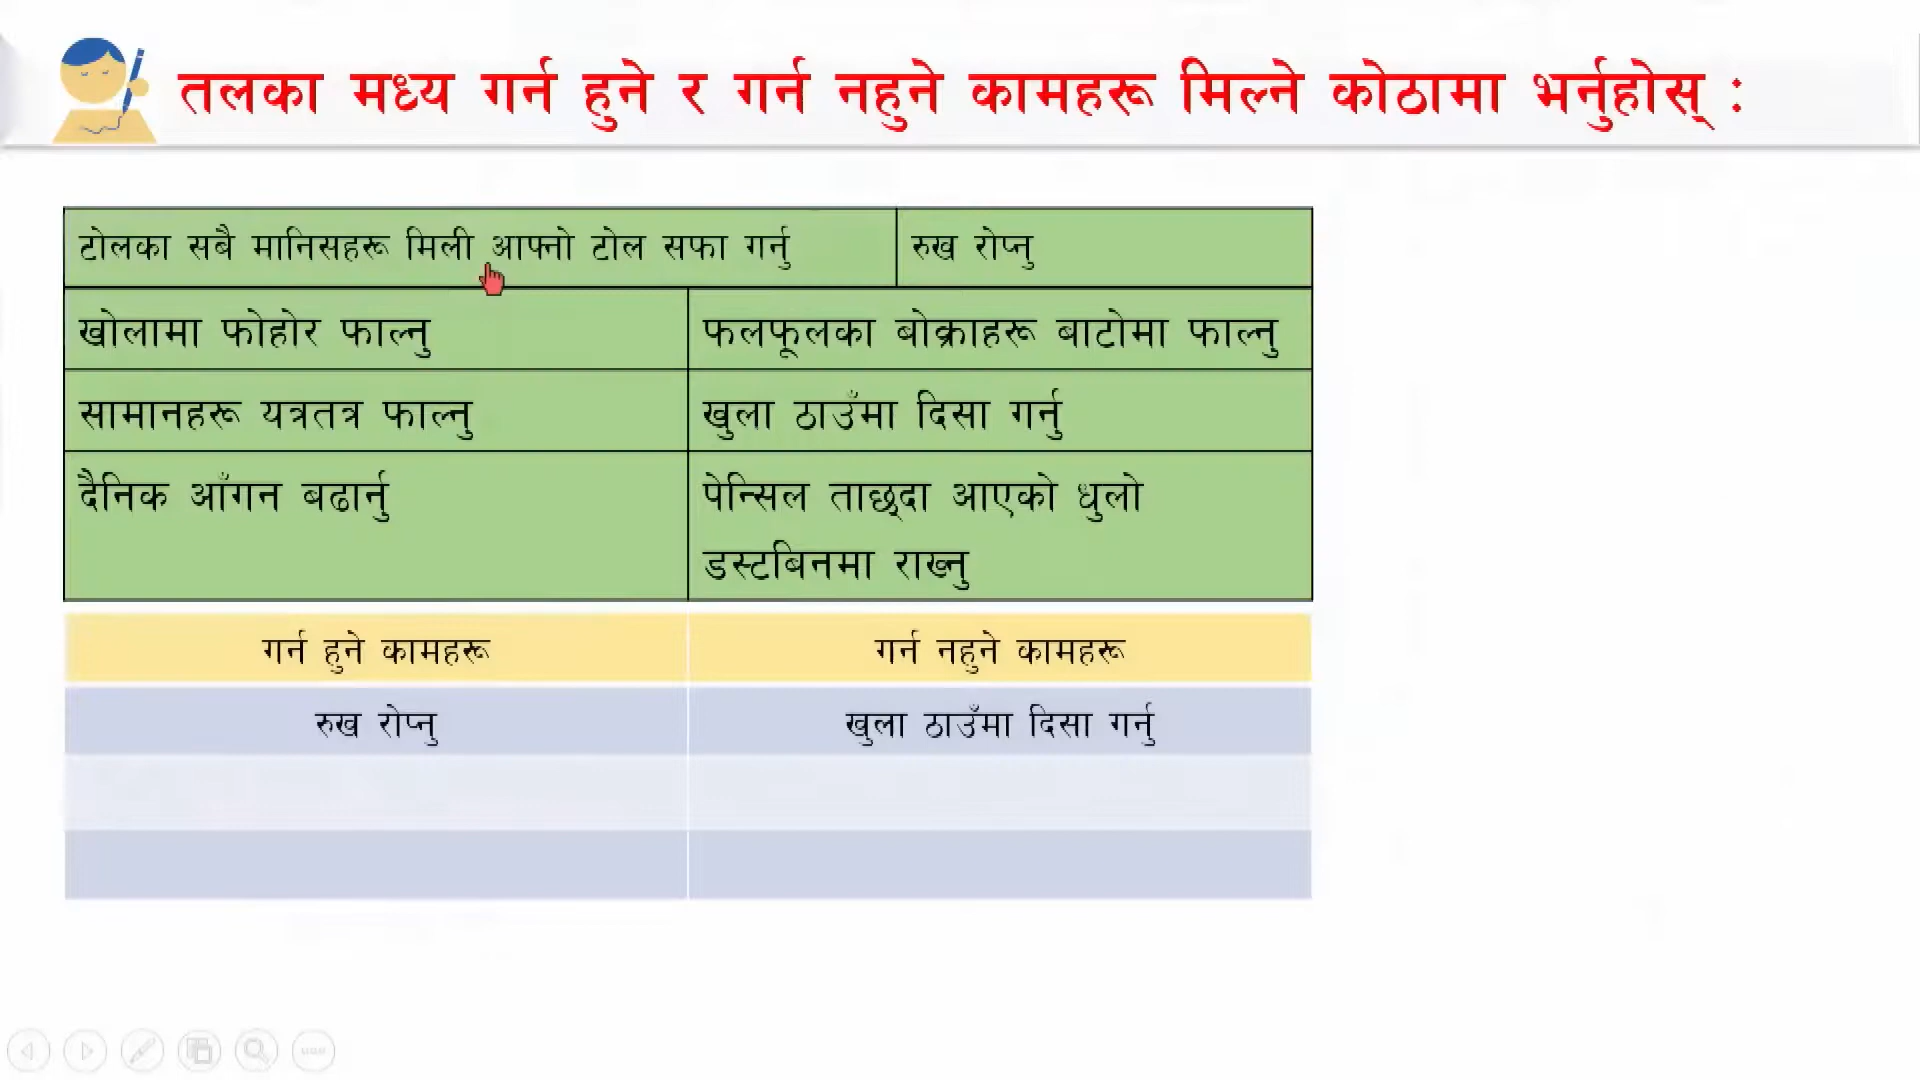 तलका मध्य गर्न हुने र गर्न नहुने कामहरू मिल्ने कोठामा भर्नुहोस् :
टोलका सबै मानिसहरू मिली आफ्नो टोल सफा गर्नु
रुख रोप्नु
खोलामा फोहोर फाल्नु
फलफूलका बोक्राहरू बाटोमा फाल्नु
सामानहरू यत्रतत्र फाल्नु
खुला ठाउँमा दिसा गर्नु
दैनिक आँगन बढार्नु
पेन्सिल ताछ्दा आएको धुलो
डस्टबिनमा राख्नु
गर्न हुने कामहरू
गर्न नहुने कामहरू
रुख रोप्नु
खुला ठाउँमा दिसा गर्नु